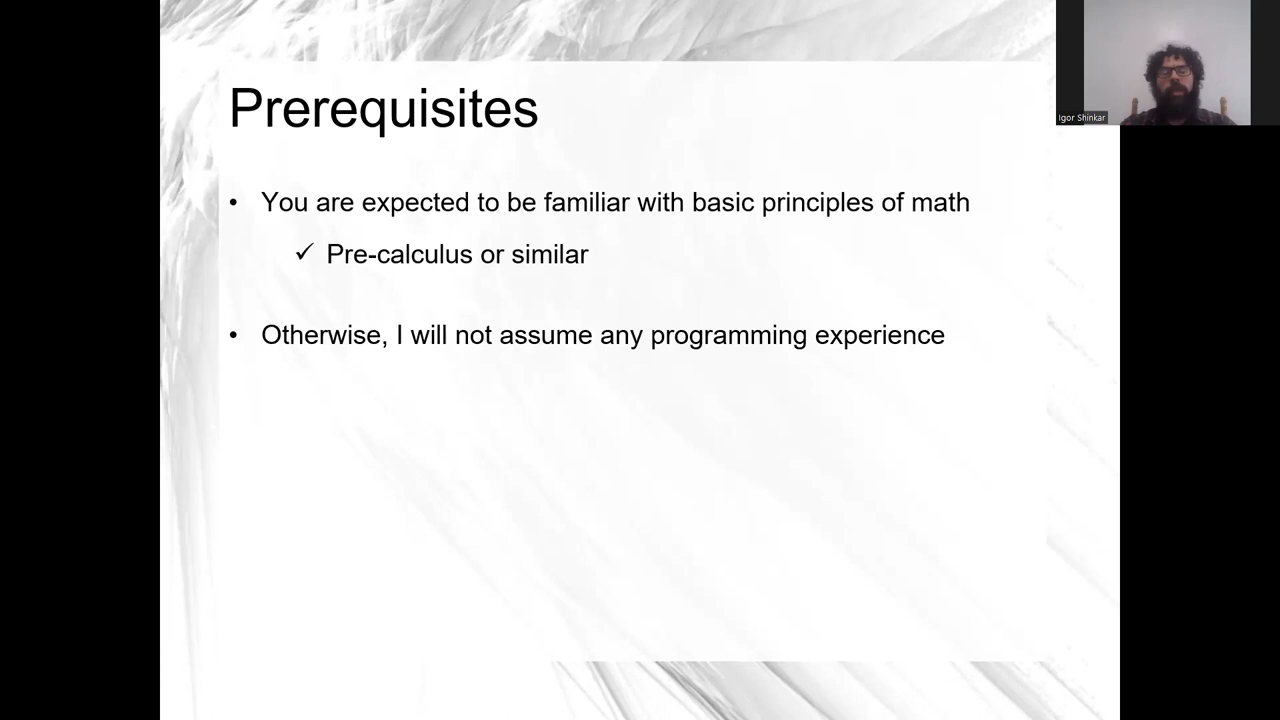 Prerequisites
• You are expected to be familiar with basic principles of math
✓ Pre-calculus or similar
• Otherwise, I will not assume any programming experience
Igor Shinkar